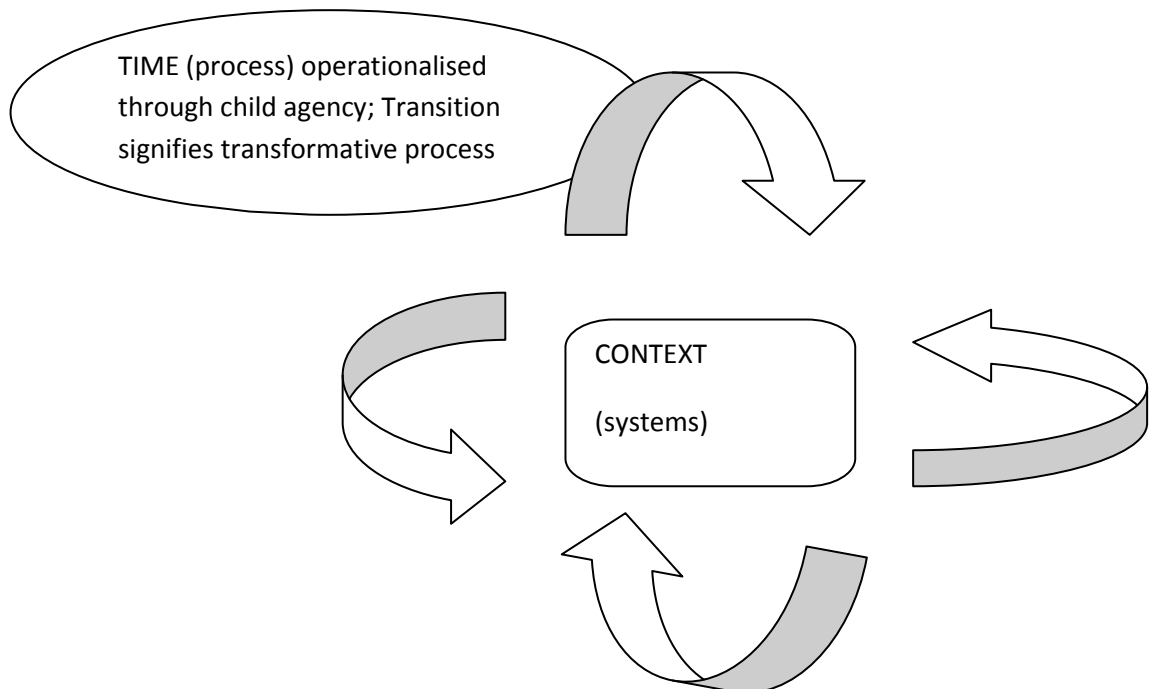 TIME (process) operationalised
through child agency; Transition
signifies transformative process
CONTEXT
(systems)